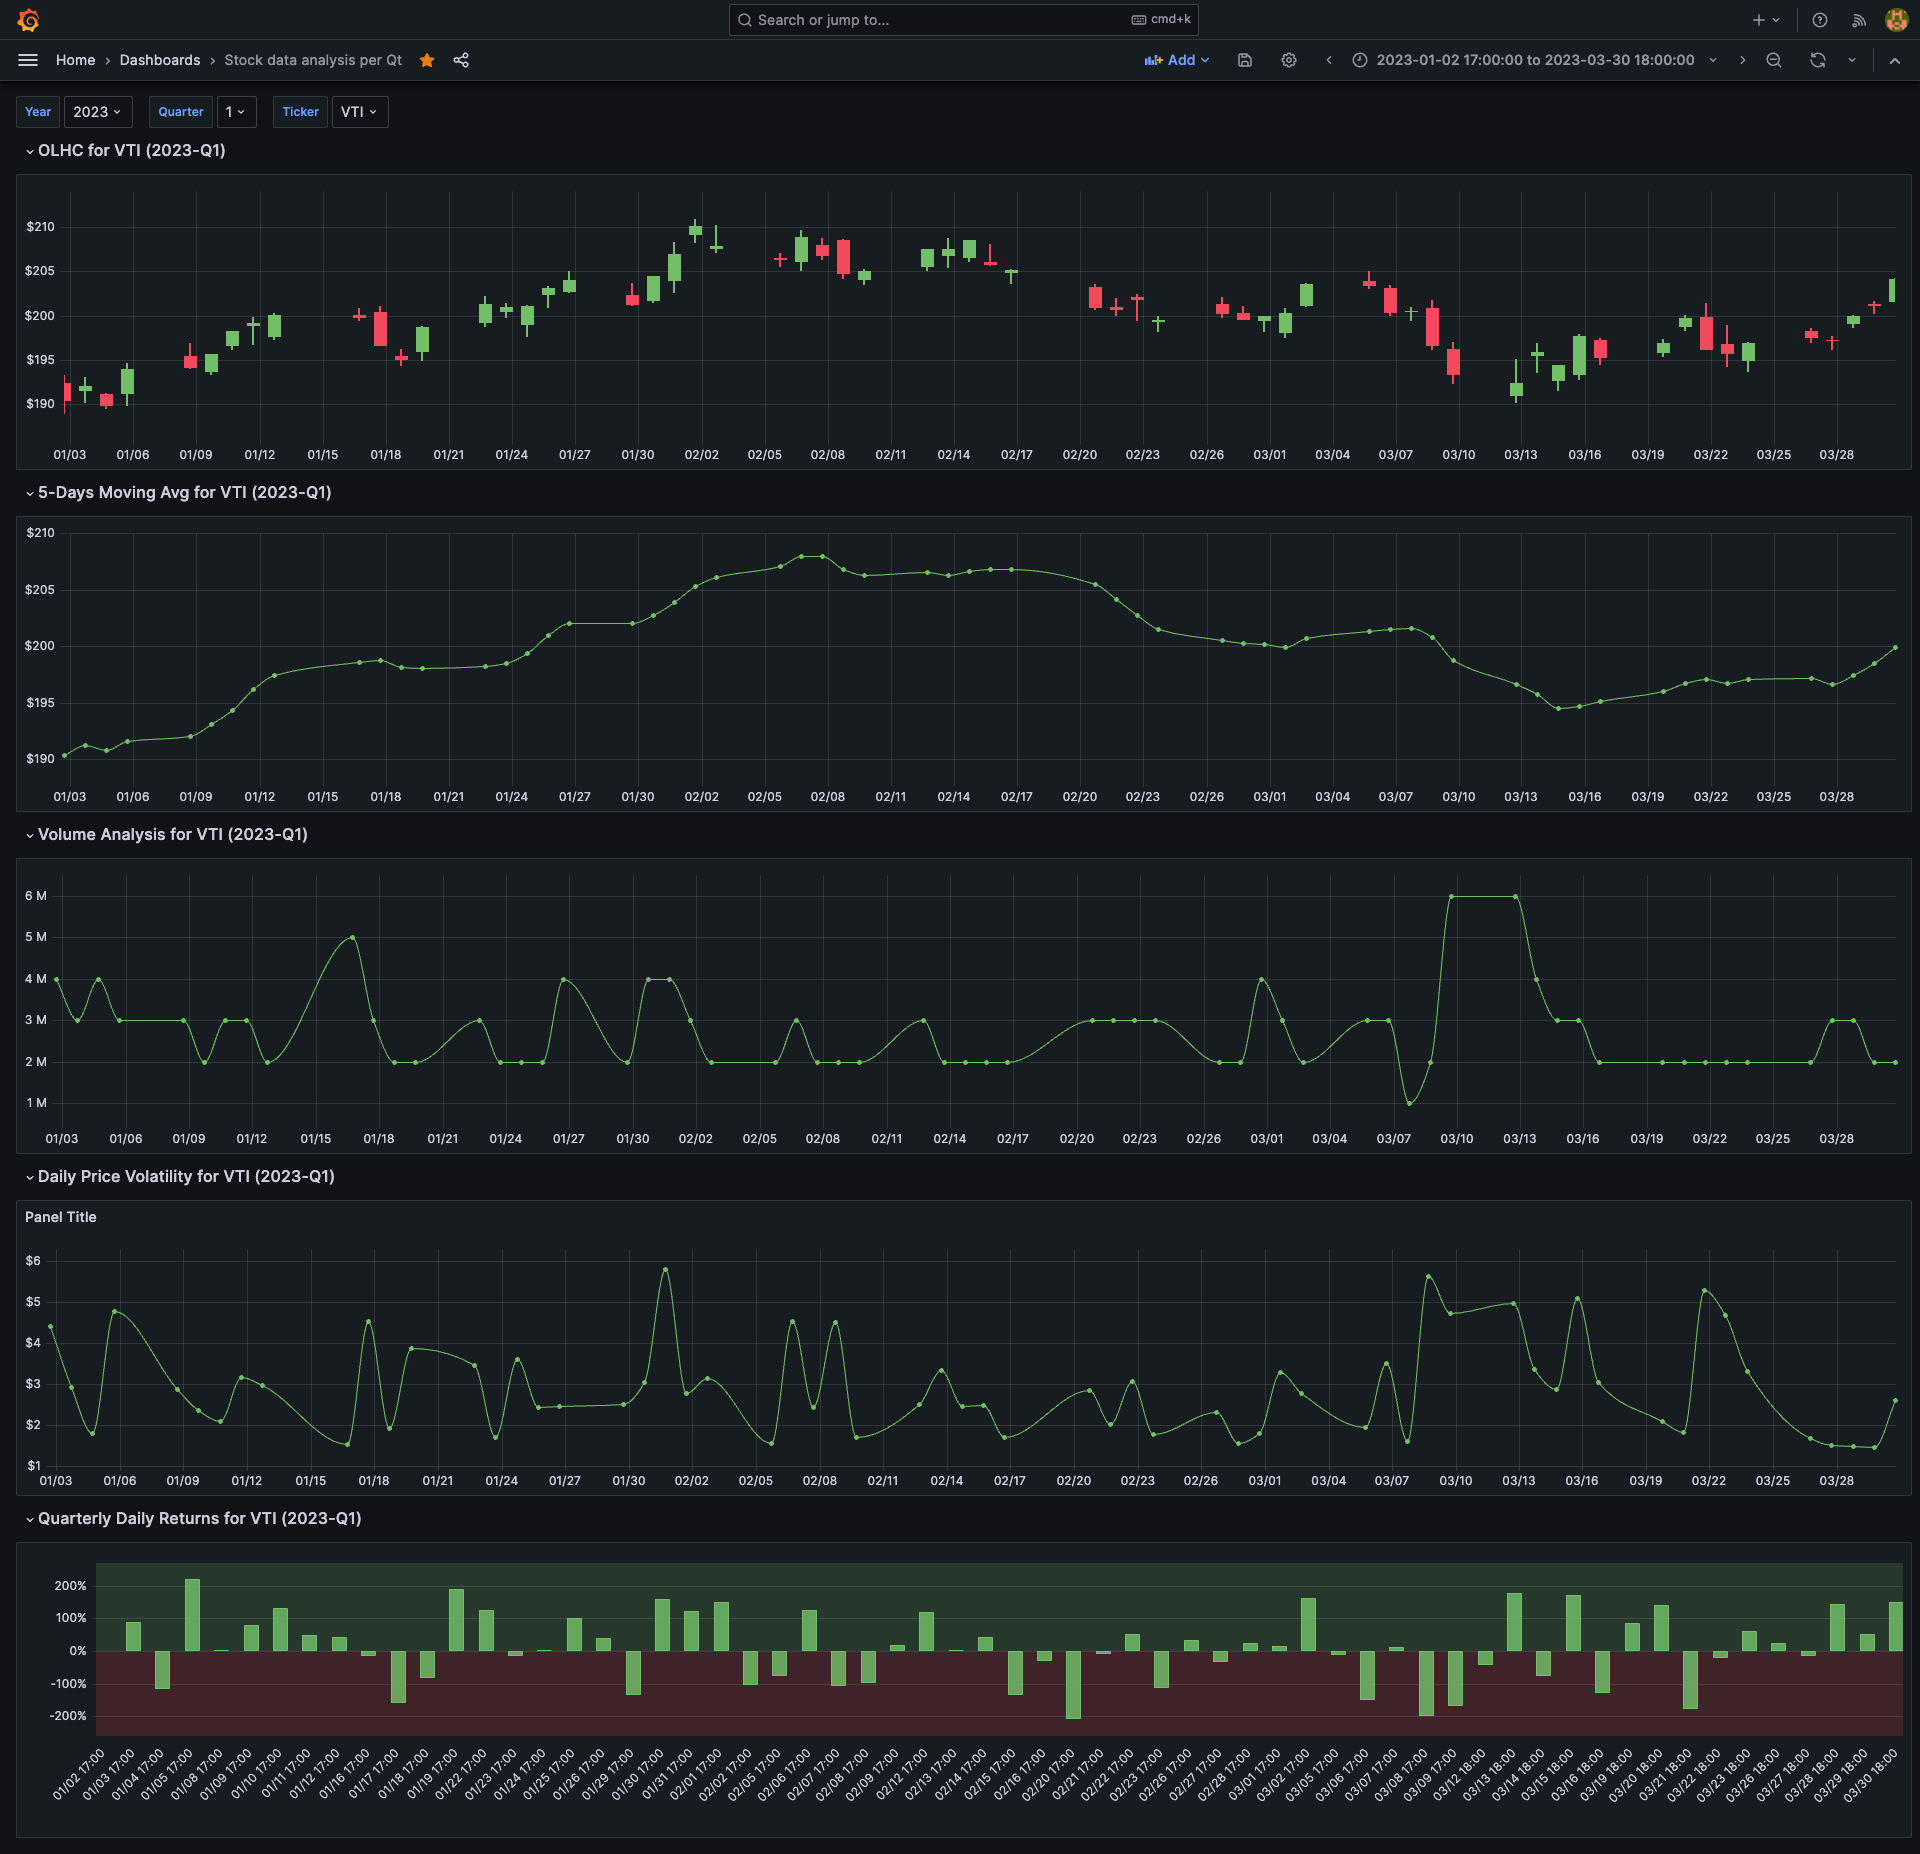 Search or jump to... cmd+k
Home › Dashboards › Stock data analysis per Qt Add 2023-01-02 17:00:00 to 2023-03-30 18:00:00
Year 2023 Quarter 1 Ticker VTI
OLHC for VTI (2023-Q1)
$210
$205
$200
$195
$190
01/03 01/06 01/09 01/12 01/15 01/18 01/21 01/24 01/27 01/30 02/02 02/05 02/08 02/11 02/14 02/17 02/20 02/23 02/26 03/01 03/04 03/07 03/10 03/13 03/16 03/19 03/22 03/25 03/28
5-Days Moving Avg for VTI (2023-Q1)
$210
$205
$200
$195
$190
01/03 01/06 01/09 01/12 01/15 01/18 01/21 01/24 01/27 01/30 02/02 02/05 02/08 02/11 02/14 02/17 02/20 02/23 02/26 03/01 03/04 03/07 03/10 03/13 03/16 03/19 03/22 03/25 03/28
Volume Analysis for VTI (2023-Q1)
6 M
5 M
4 M
3 M
2 M
1 M
01/03 01/06 01/09 01/12 01/15 01/18 01/21 01/24 01/27 01/30 02/02 02/05 02/08 02/11 02/14 02/17 02/20 02/23 02/26 03/01 03/04 03/07 03/10 03/13 03/16 03/19 03/22 03/25 03/28
Daily Price Volatility for VTI (2023-Q1)
Panel Title
$6
$5
$4
$3
$2
$1
01/03 01/06 01/09 01/12 01/15 01/18 01/21 01/24 01/27 01/30 02/02 02/05 02/08 02/11 02/14 02/17 02/20 02/23 02/26 03/01 03/04 03/07 03/10 03/13 03/16 03/19 03/22 03/25 03/28
Quarterly Daily Returns for VTI (2023-Q1)
200%
100%
0%
-100%
-200%
01/02 17:00 01/03 17:00 01/04 17:00 01/05 17:00 01/08 17:00 01/09 17:00 01/10 17:00 01/11 17:00 01/12 17:00 01/16 17:00 01/17 17:00 01/18 17:00 01/19 17:00 01/22 17:00 01/23 17:00 01/24 17:00 01/25 17:00 01/26 17:00 01/29 17:00 01/30 17:00 01/31 17:00 02/01 17:00 02/02 17:00 02/05 17:00 02/06 17:00 02/07 17:00 02/08 17:00 02/09 17:00 02/12 17:00 02/13 17:00 02/14 17:00 02/15 17:00 02/16 17:00 02/20 17:00 02/21 17:00 02/22 17:00 02/23 17:00 02/26 17:00 02/27 17:00 02/28 17:00 03/01 17:00 03/02 17:00 03/05 17:00 03/06 17:00 03/07 17:00 03/08 17:00 03/09 17:00 03/12 18:00 03/13 18:00 03/14 18:00 03/15 18:00 03/16 18:00 03/19 18:00 03/20 18:00 03/21 18:00 03/22 18:00 03/23 18:00 03/26 18:00 03/27 18:00 03/28 18:00 03/29 18:00 03/30 18:00